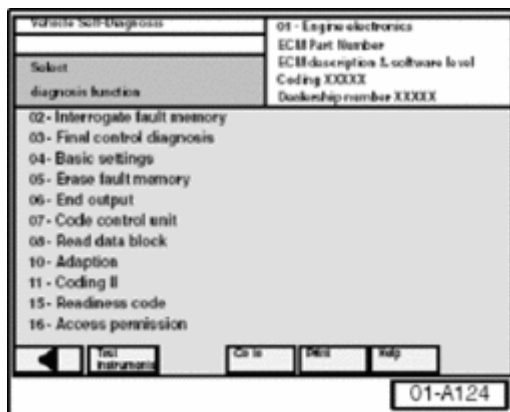 Vehicle Self-Diagnosis
01 - Engine electronics
ECM Part Number
ECM description & software level
Coding XXXXX
Dealership number XXXXX
Select
diagnosis function
02 - Interrogate fault memory
03 - Final control diagnosis
04 - Basic settings
05 - Erase fault memory
06 - End output
07 - Code control unit
08 - Read data block
10 - Adaption
11 - Coding II
15 - Readiness code
16 - Access permission
Test
Instruments
Go to
Print
Help
01-A124